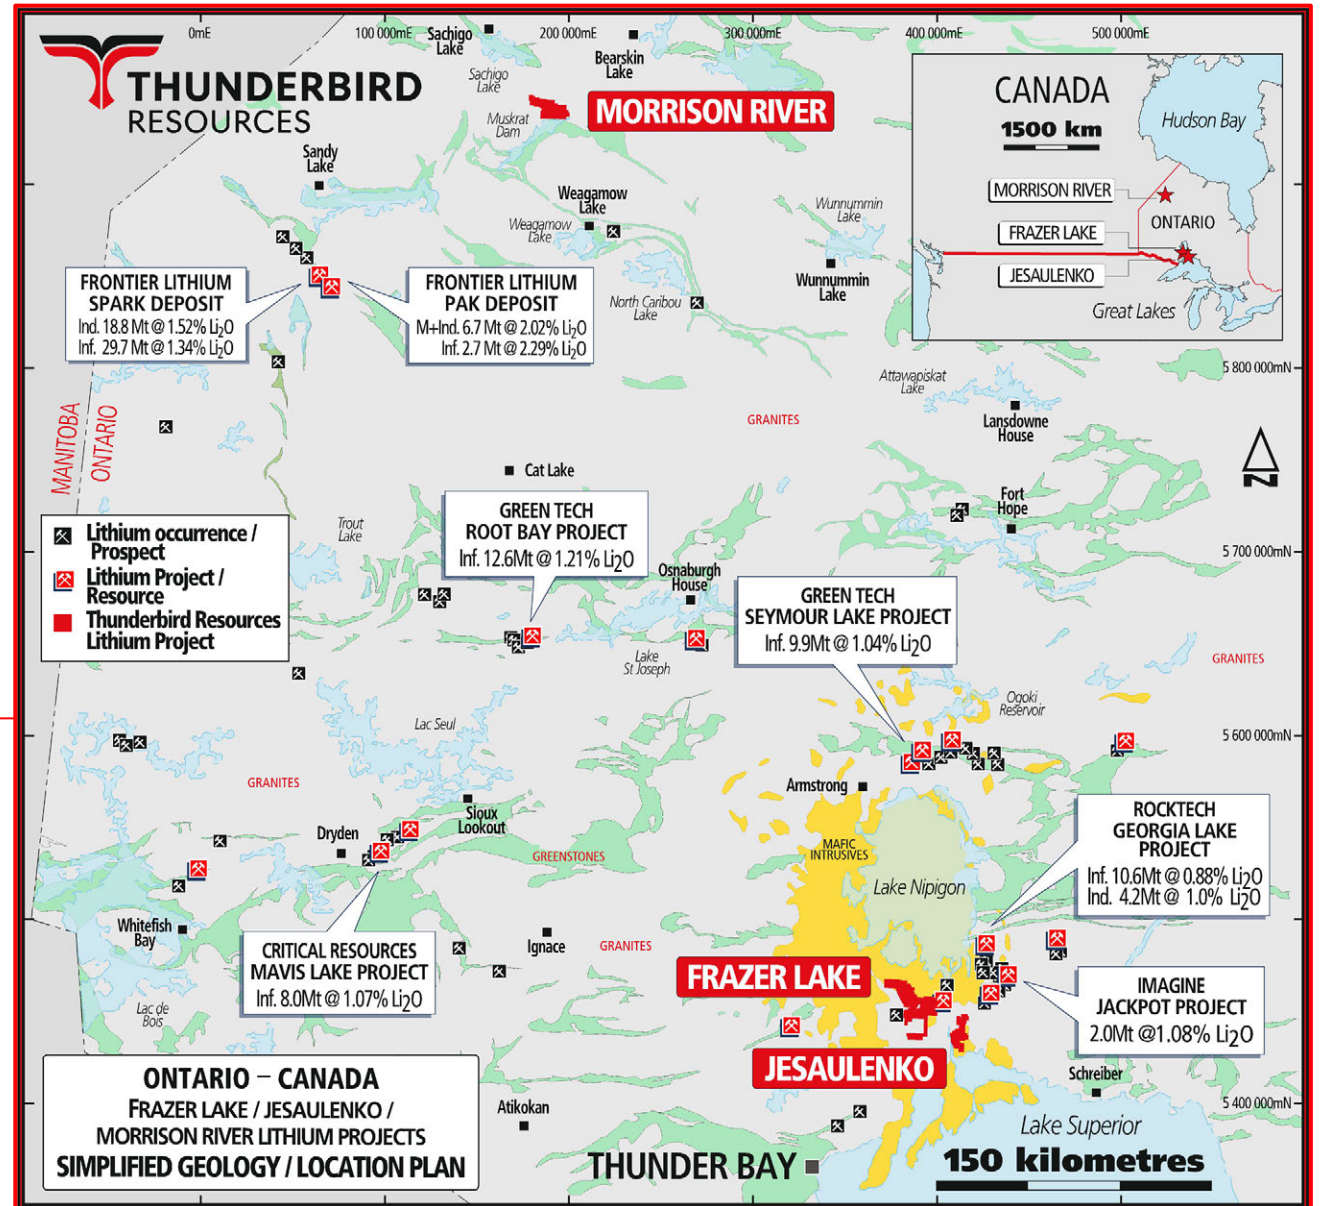 0mE
100 000mE
200 000mE
300 000mE
400 000mE
500 000mE
THUNDERBIRD
RESOURCES
Sachigo
Lake
Bearskin
Lake
Sachigo
Lake
MORRISON RIVER
Muskrat
Dam
CANADA
1500 km
Hudson Bay
MORRISON RIVER
ONTARIO
FRAZER LAKE
JESAULENKO
Great Lakes
Sandy
Lake
Weagamow
Lake
Weagamow
Lake
Wunnummin
Lake
Wunnummin
Lake
North Caribou
Lake
FRONTIER LITHIUM
SPARK DEPOSIT
Ind. 18.8 Mt @ 1.52% Li2O
Inf. 29.7 Mt @ 1.34% Li2O
FRONTIER LITHIUM
PAK DEPOSIT
M+Ind. 6.7 Mt @ 2.02% Li2O
Inf. 2.7 Mt @ 2.29% Li2O
5 800 000mN
Attawapiskat
Lake
Lansdowne
House
GRANITES
MANITOBA
ONTARIO
N
Cat Lake
GREEN TECH
ROOT BAY PROJECT
Inf. 12.6Mt @ 1.21% Li2O
Fort
Hope
Trout
Lake
Lithium occurrence /
Prospect
Lithium Project /
Resource
Thunderbird Resources
Lithium Project
5 700 000mN
Osnaburgh
House
GREEN TECH
SEYMOUR LAKE PROJECT
Inf. 9.9Mt @ 1.04% Li2O
Lake
St Joseph
GRANITES
Ogoki
Reservoir
Lac Seul
5 600 000mN
GRANITES
Armstrong
Sioux
Lookout
Dryden
GREENSTONES
MAFIC
INTRUSIVES
Lake Nipigon
ROCKTECH
GEORGIA LAKE
PROJECT
Inf. 10.6Mt @ 0.88% Li2O
Ind. 4.2Mt @ 1.0% Li2O
Whitefish
Bay
Ignace
GRANITES
CRITICAL RESOURCES
MAVIS LAKE PROJECT
Inf. 8.0Mt @ 1.07% Li2O
FRAZER LAKE
IMAGINE
JACKPOT PROJECT
2.0Mt @1.08% Li2O
Lac de
Bois
JESAULENKO
Schreiber
ONTARIO – CANADA
FRAZER LAKE / JESAULENKO /
MORRISON RIVER LITHIUM PROJECTS
SIMPLIFIED GEOLOGY / LOCATION PLAN
Atikokan
5 400 000mN
Lake Superior
THUNDER BAY
150 kilometres